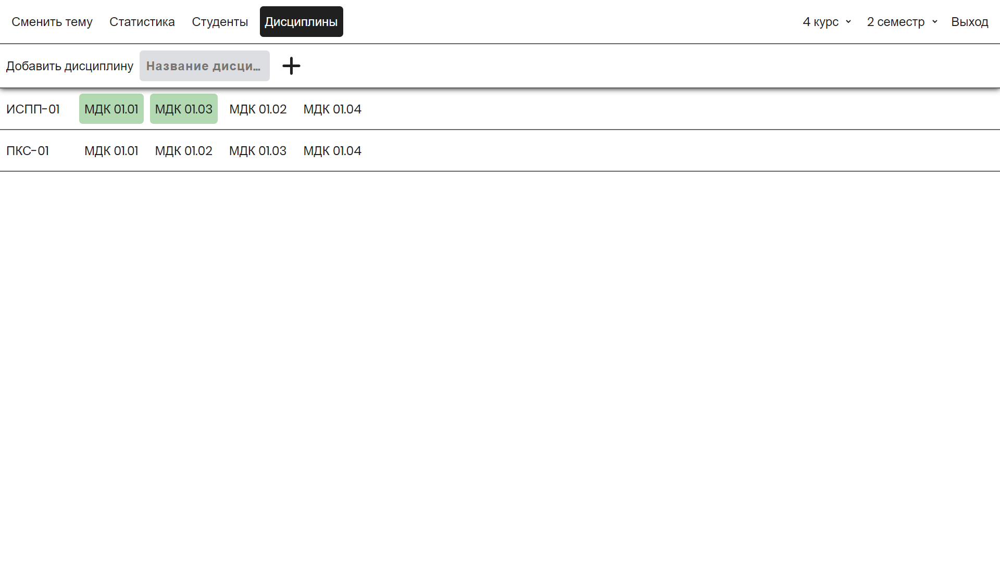 Сменить тему Статистика Студенты Дисциплины 4 курс 2 семестр Выход
Добавить дисциплину Название дисци...
ИСПП-01 МДК 01.01 МДК 01.03 МДК 01.02 МДК 01.04
ПКС-01 МДК 01.01 МДК 01.02 МДК 01.03 МДК 01.04